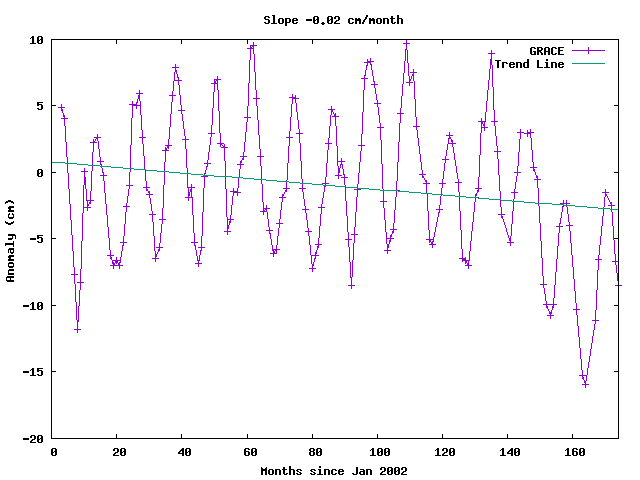 Slope -0.02 cm/month
GRACE
Trend Line
10
5
0
-5
-10
-15
-20
Anomaly (cm)
0 20 40 60 80 100 120 140 160
Months since Jan 2002